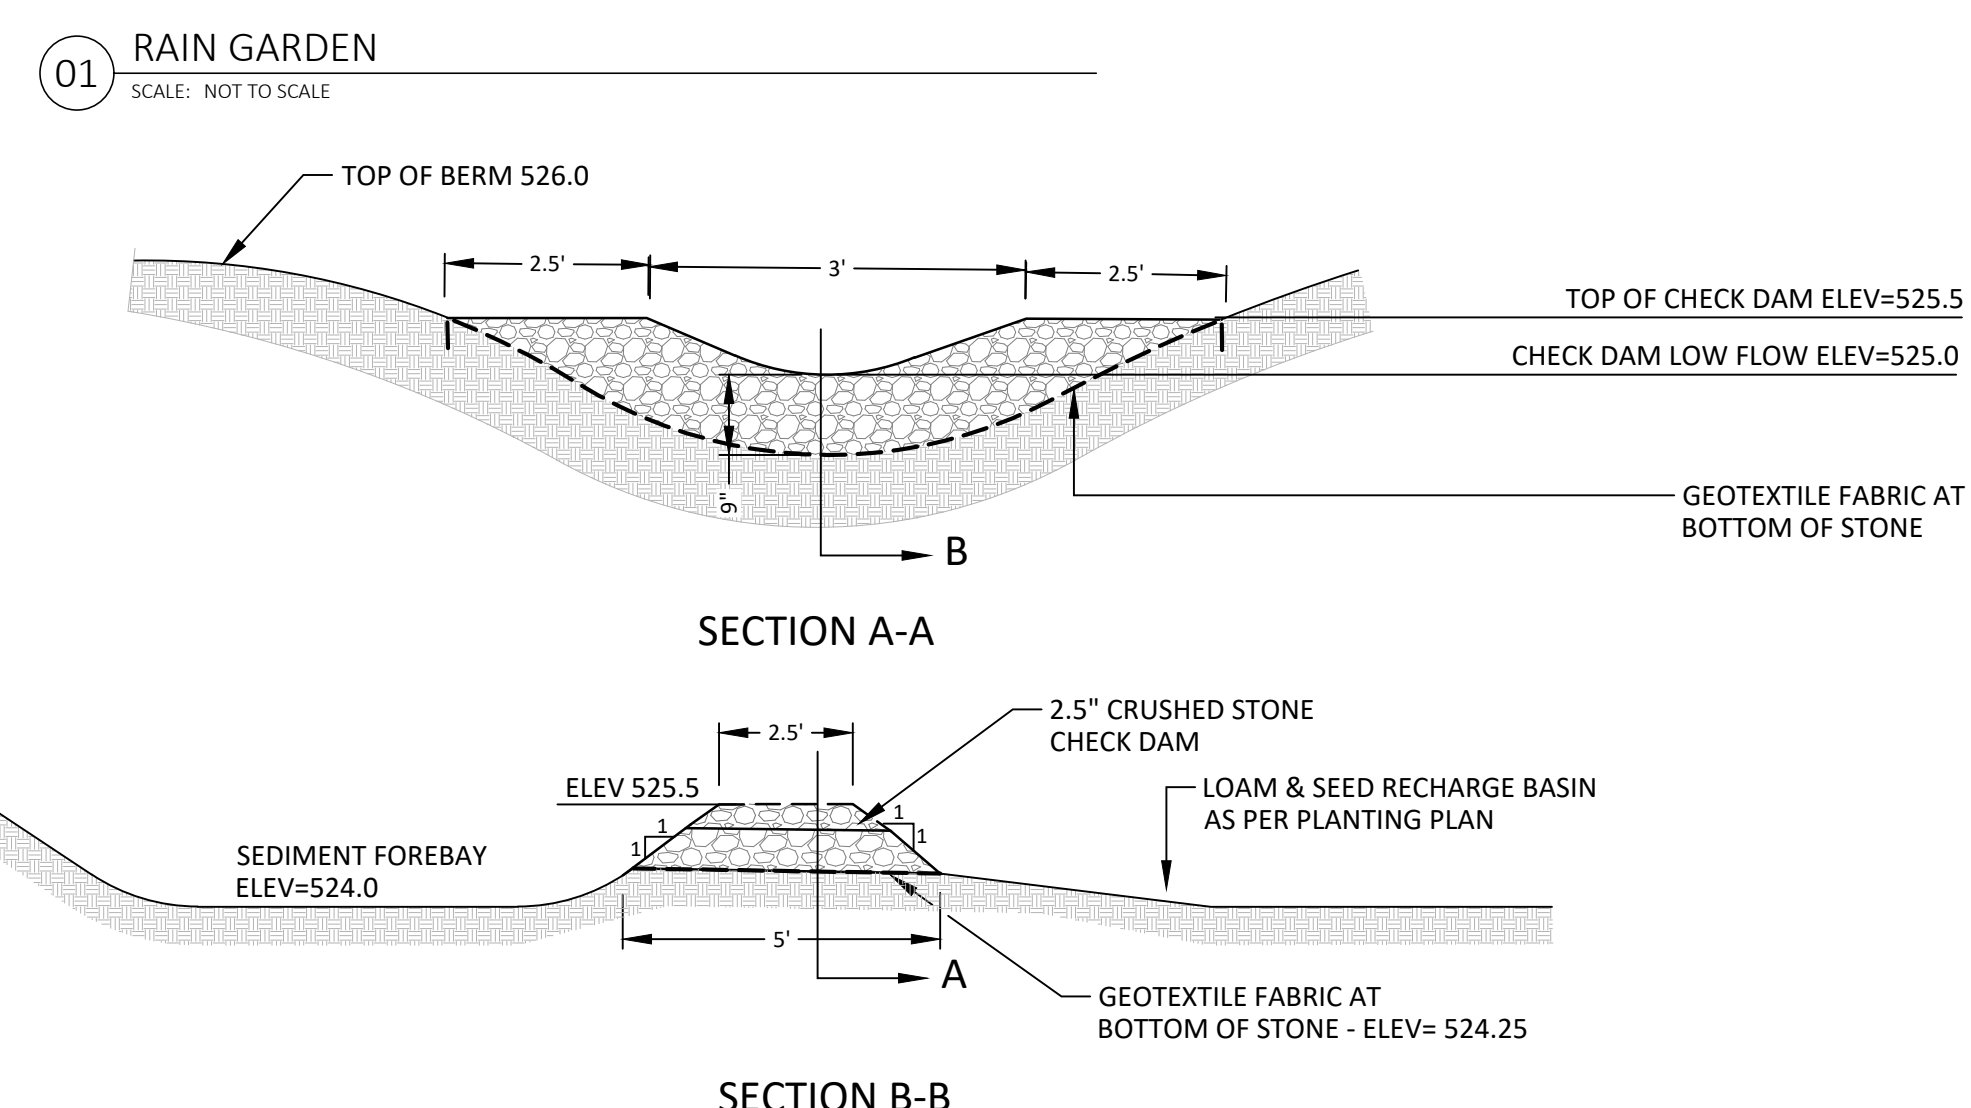 01
RAIN GARDEN
SCALE: NOT TO SCALE
TOP OF BERM 526.0
2.5'
3'
2.5'
TOP OF CHECK DAM ELEV=525.5
CHECK DAM LOW FLOW ELEV=525.0
9"
GEOTEXTILE FABRIC AT
BOTTOM OF STONE
B
SECTION A-A
2.5" CRUSHED STONE
CHECK DAM
2.5'
ELEV 525.5
LOAM & SEED RECHARGE BASIN
AS PER PLANTING PLAN
1
1
1
1
SEDIMENT FOREBAY
ELEV=524.0
5'
A
GEOTEXTILE FABRIC AT
BOTTOM OF STONE - ELEV= 524.25
SECTION B-B